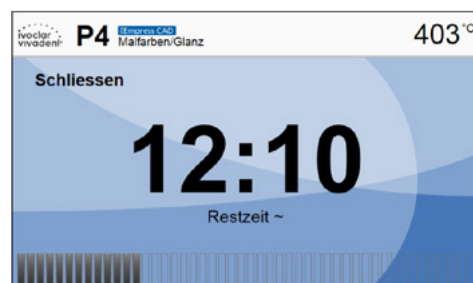 ivoclar
vivadent
P4
IPS Empress CAD
Malfarben/Glanz
403 °C
Schliessen
12:10
Restzeit ~